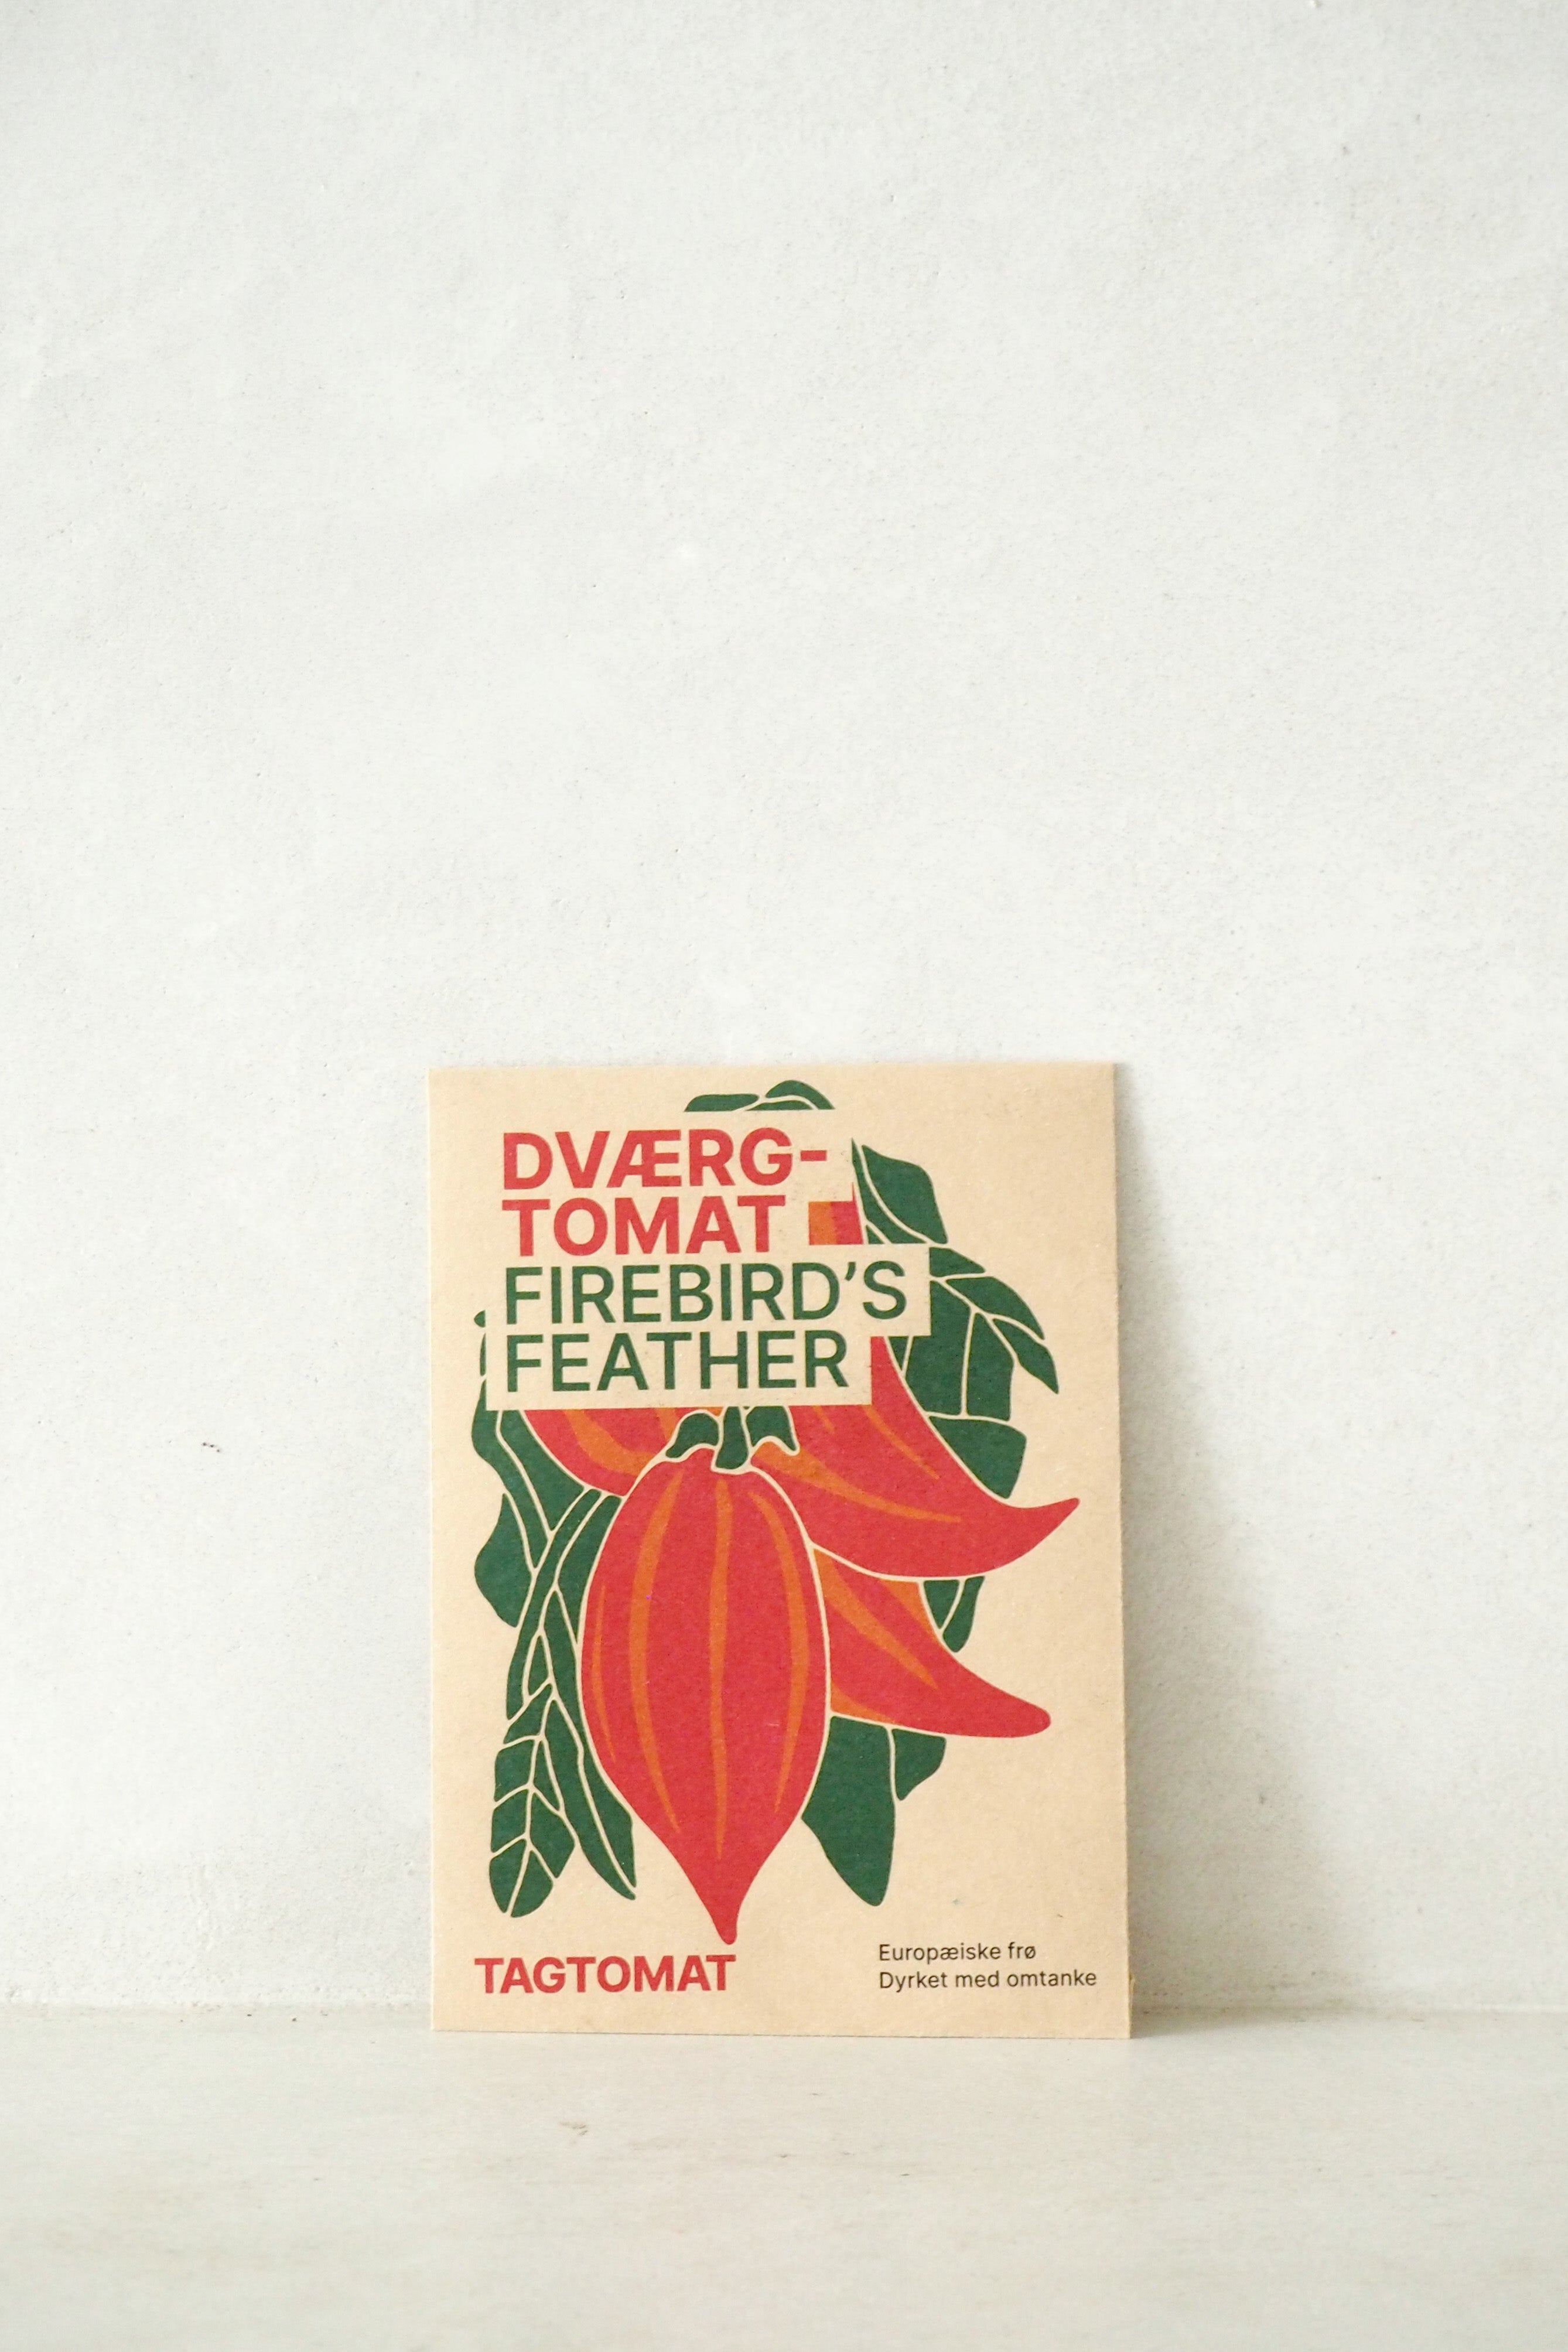 DVÆRG-
TOMAT
FIREBIRD’S
FEATHER
TAGTOMAT
Europæiske frø
Dyrket med omtanke